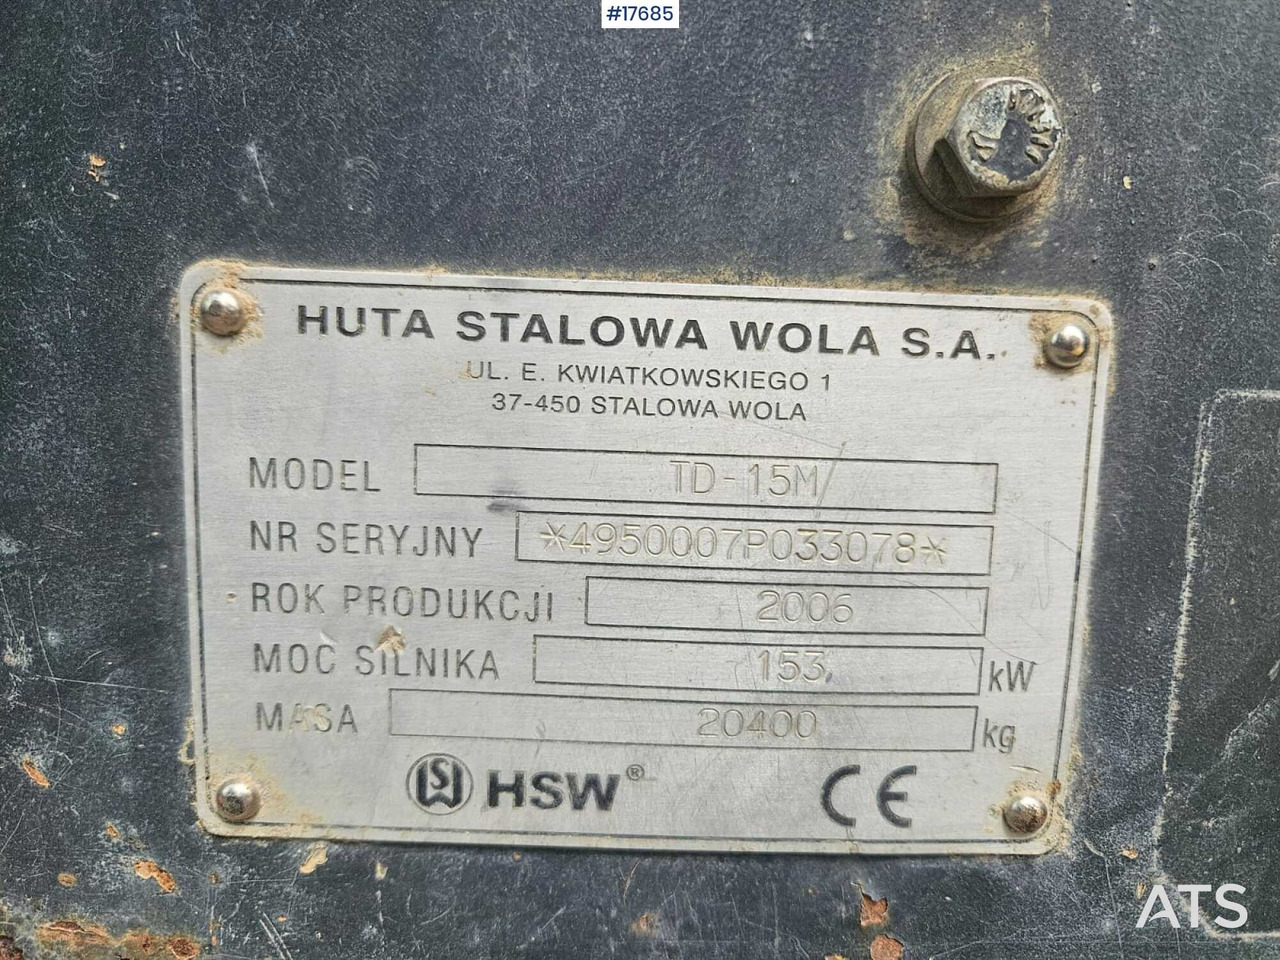 #17685
HUTA STALOWA WOLA S.A.
UL. E. KWIATKOWSKIEGO 1
37-450 STALOWA WOLA
MODEL TD-15M
NR SERYJNY *4950007P033078*
ROK PRODUKCJI 2006
MOC SILNIKA 153, kW
MASA 20400 kg
HSW® CE
ATS